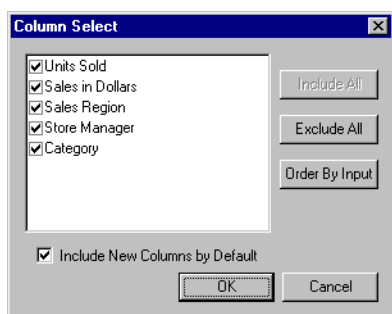 Column Select
Units Sold
Sales in Dollars
Sales Region
Store Manager
Category
Include All
Exclude All
Order By Input
Include New Columns by Default
OK
Cancel